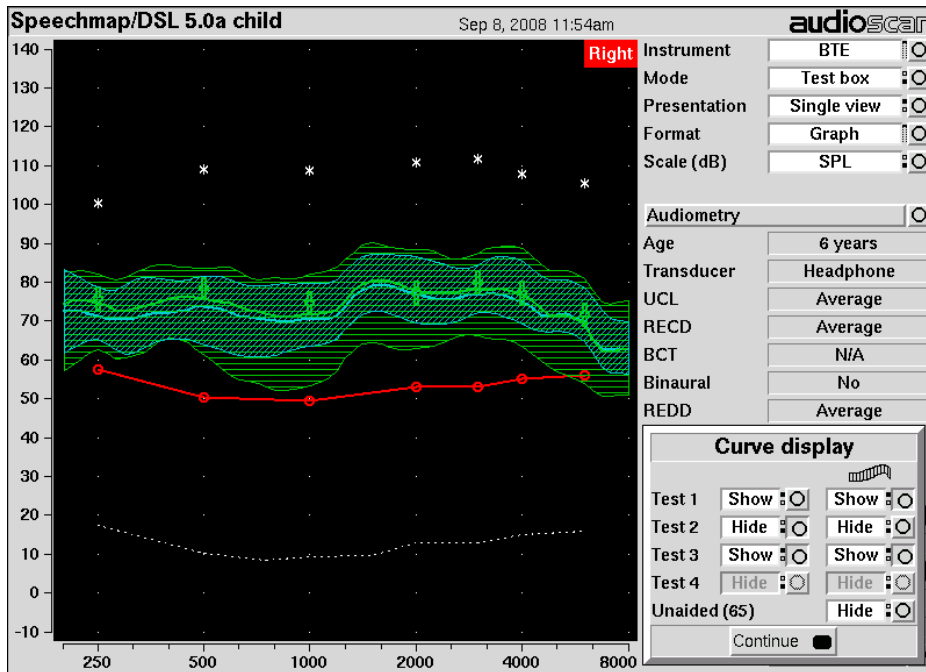 Speechmap/DSL 5.0a child
Sep 8, 2008 11:54am
audioscan
Right
140
130
120
110
100
90
80
70
60
50
40
30
20
10
0
-10
250 500 1000 2000 4000 8000
Instrument BTE
Mode Test box
Presentation Single view
Format Graph
Scale (dB) SPL
Audiometry
Age 6 years
Transducer Headphone
UCL Average
RECD Average
BCT N/A
Binaural No
REDD Average
Curve display
Test 1 Show Show
Test 2 Hide Hide
Test 3 Show Show
Test 4 Hide Hide
Unaided (65) Hide
Continue